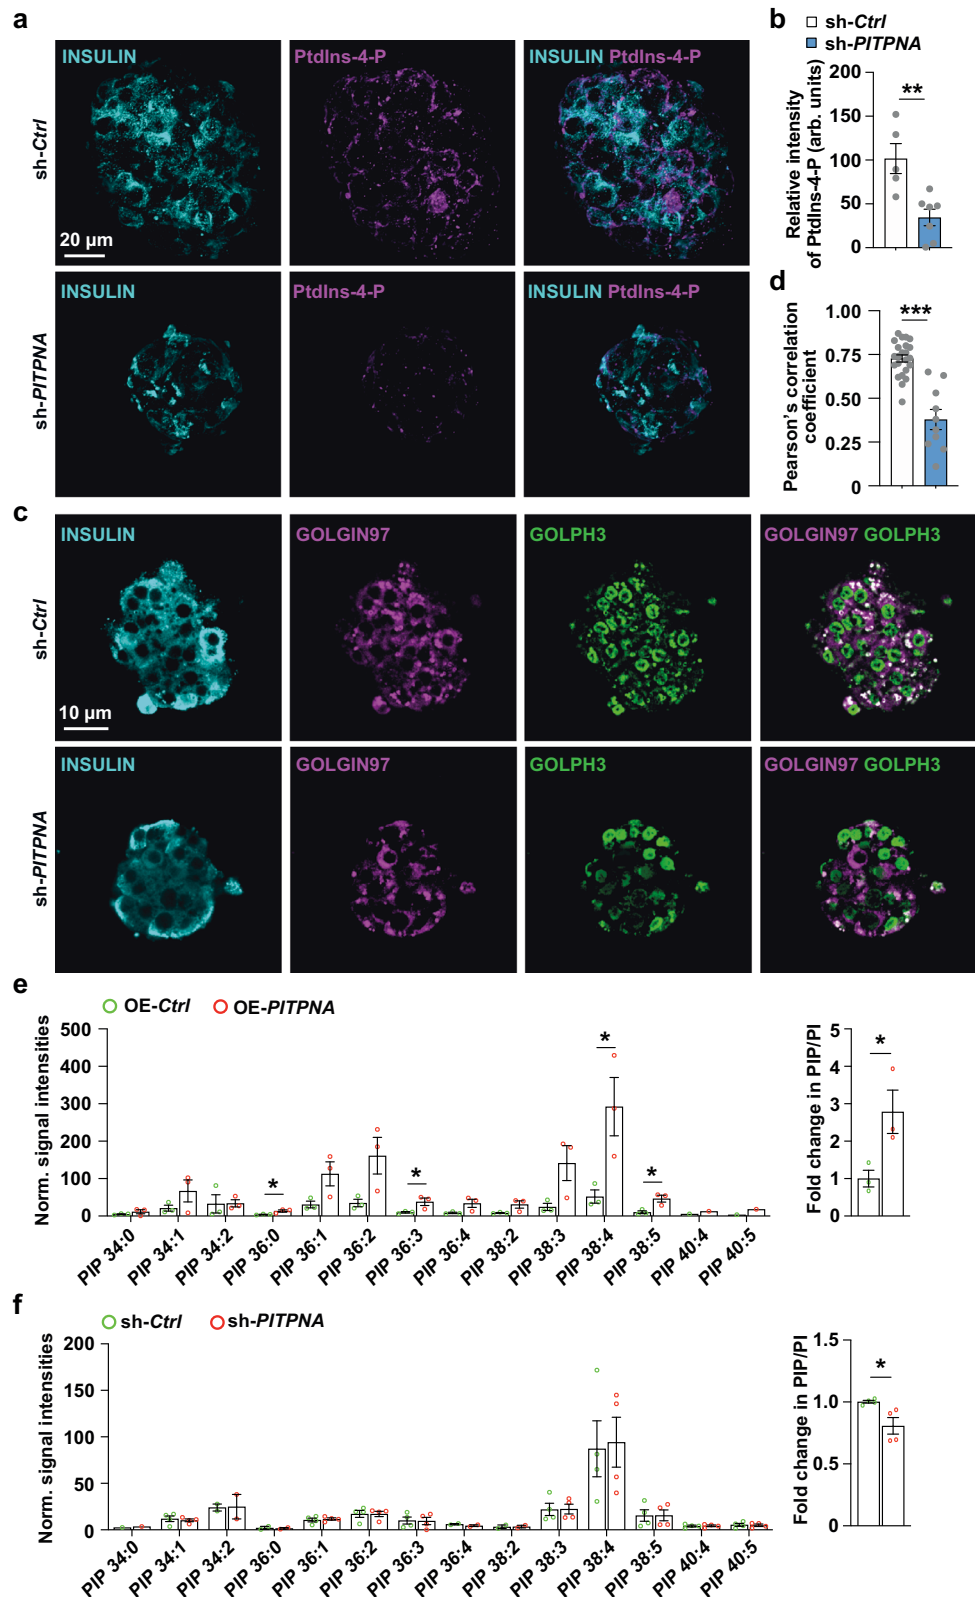 a
INSULIN
PtdIns-4-P
INSULIN PtdIns-4-P
sh-Ctrl
20 µm
INSULIN
PtdIns-4-P
INSULIN PtdIns-4-P
sh-PITPNA
b
sh-Ctrl
sh-PITPNA
Relative intensity
of PtdIns-4-P (arb. units)
200
150
100
50
0
**
d
Pearson's correlation
coefficient
1.00
0.75
0.50
0.25
0
***
c
INSULIN
GOLGIN97
GOLPH3
GOLGIN97 GOLPH3
sh-Ctrl
10 µm
INSULIN
GOLGIN97
GOLPH3
GOLGIN97 GOLPH3
sh-PITPNA
e
OE-Ctrl
OE-PITPNA
Norm. signal intensities
500
400
300
200
100
0
*
*
*
*
PIP 34:0
PIP 34:1
PIP 34:2
PIP 36:0
PIP 36:1
PIP 36:2
PIP 36:3
PIP 36:4
PIP 38:2
PIP 38:3
PIP 38:4
PIP 38:5
PIP 40:4
PIP 40:5
Fold change in PIP/PI
5
4
3
2
1
0
*
f
sh-Ctrl
sh-PITPNA
Norm. signal intensities
200
150
100
50
0
PIP 34:0
PIP 34:1
PIP 34:2
PIP 36:0
PIP 36:1
PIP 36:2
PIP 36:3
PIP 36:4
PIP 38:2
PIP 38:3
PIP 38:4
PIP 38:5
PIP 40:4
PIP 40:5
Fold change in PIP/PI
1.5
1.0
0.5
0
*